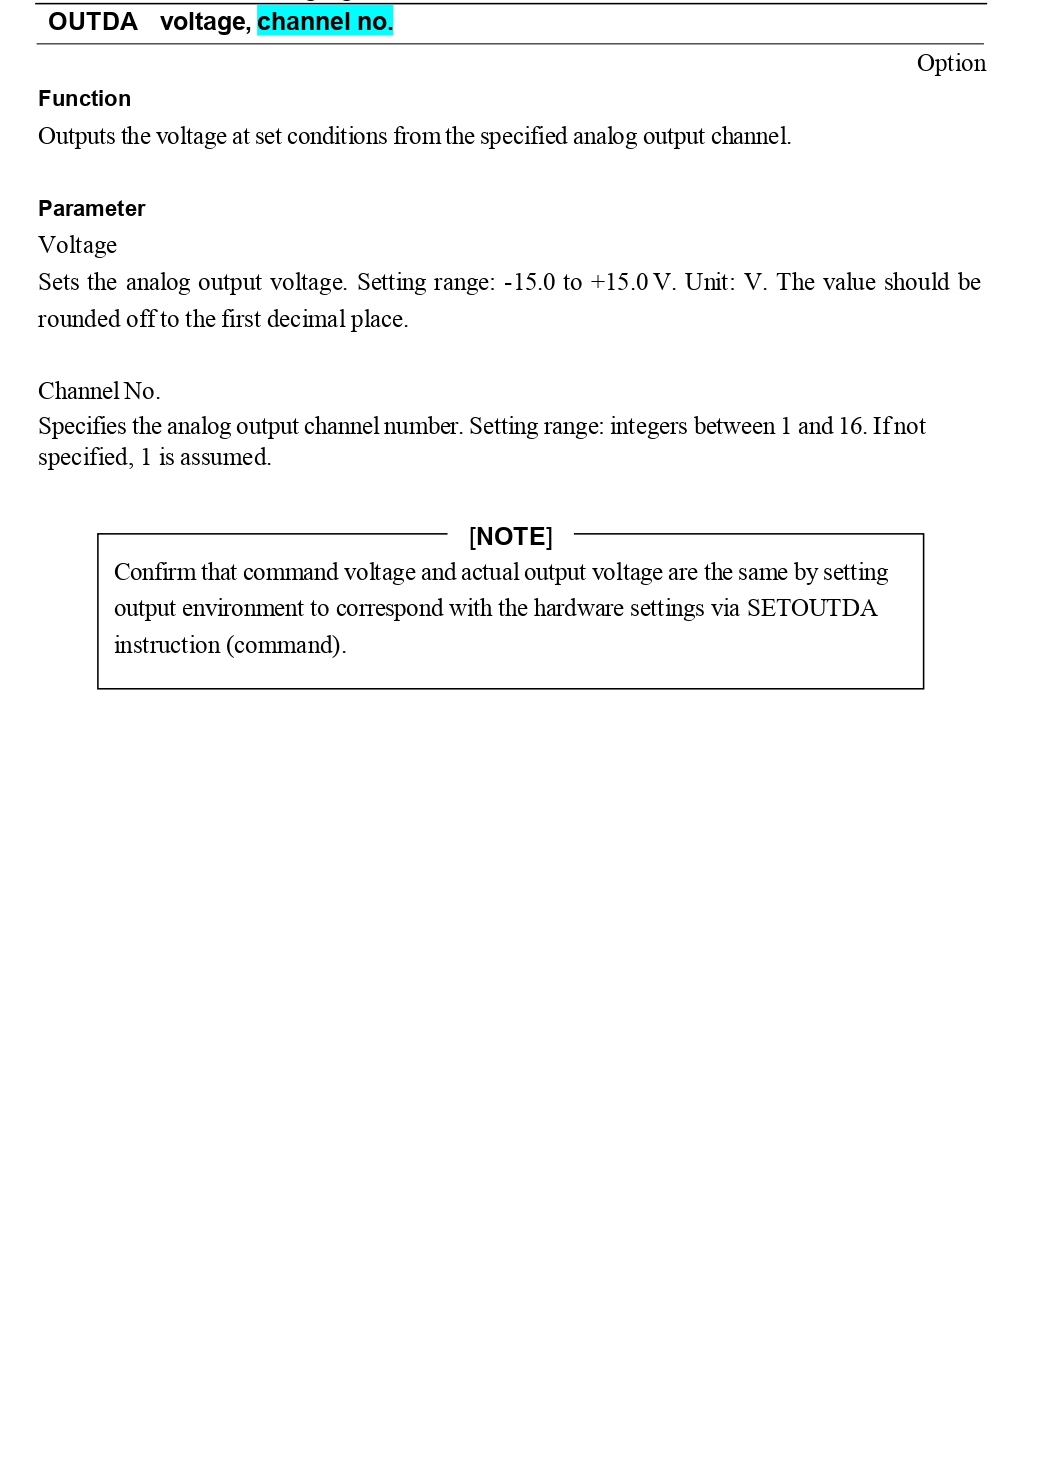 OUTDA voltage, channel no.
Option
Function
Outputs the voltage at set conditions from the specified analog output channel.
Parameter
Voltage
Sets the analog output voltage. Setting range: -15.0 to +15.0 V. Unit: V. The value should be
rounded off to the first decimal place.
Channel No.
Specifies the analog output channel number. Setting range: integers between 1 and 16. If not
specified, 1 is assumed.
[NOTE]
Confirm that command voltage and actual output voltage are the same by setting
output environment to correspond with the hardware settings via SETOUTDA
instruction (command).